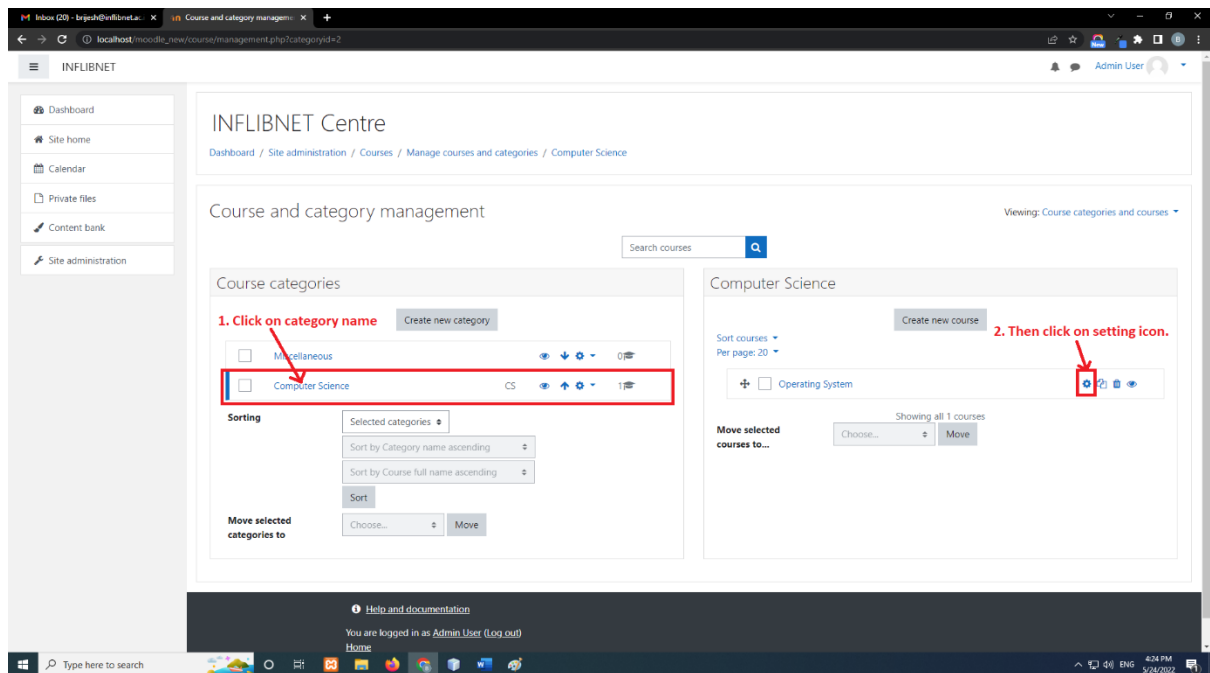 Inbox (20) - brijesh@inflibnet.ac. Course and category managem
localhost/moodle_new/course/management.php?categoryid=2
New B
INFLIBNET Admin User
Dashboard
Site home
Calendar
Private files
Content bank
Site administration
INFLIBNET Centre
Dashboard / Site administration / Courses / Manage courses and categories / Computer Science
Course and category management
Viewing: Course categories and courses
Search courses
Course categories
1. Click on category name
Create new category
Miscellaneous 0
Computer Science CS 1
Sorting
Selected categories
Sort by Category name ascending
Sort by Course full name ascending
Sort
Move selected
categories to
Choose... Move
Computer Science
Create new course
2. Then click on setting icon.
Sort courses
Per page: 20
Operating System
Showing all 1 courses
Move selected
courses to...
Choose... Move
Help and documentation
You are logged in as Admin User (Log out)
Home
Type here to search
ENG
4:24 PM
5/24/2022